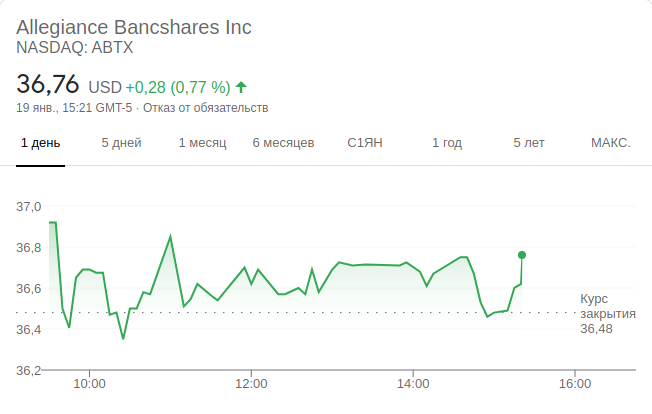 Allegiance Bancshares Inc
NASDAQ: ABTX
36,76 USD +0,28 (0,77 %)
19 янв., 15:21 GMT-5 · Отказ от обязательств
1 день 5 дней 1 месяц 6 месяцев С1ЯН 1 год 5 лет МАКС.
37,0
36,8
36,6
36,4
36,2
Курс
закрытия
36,48
10:00 12:00 14:00 16:00